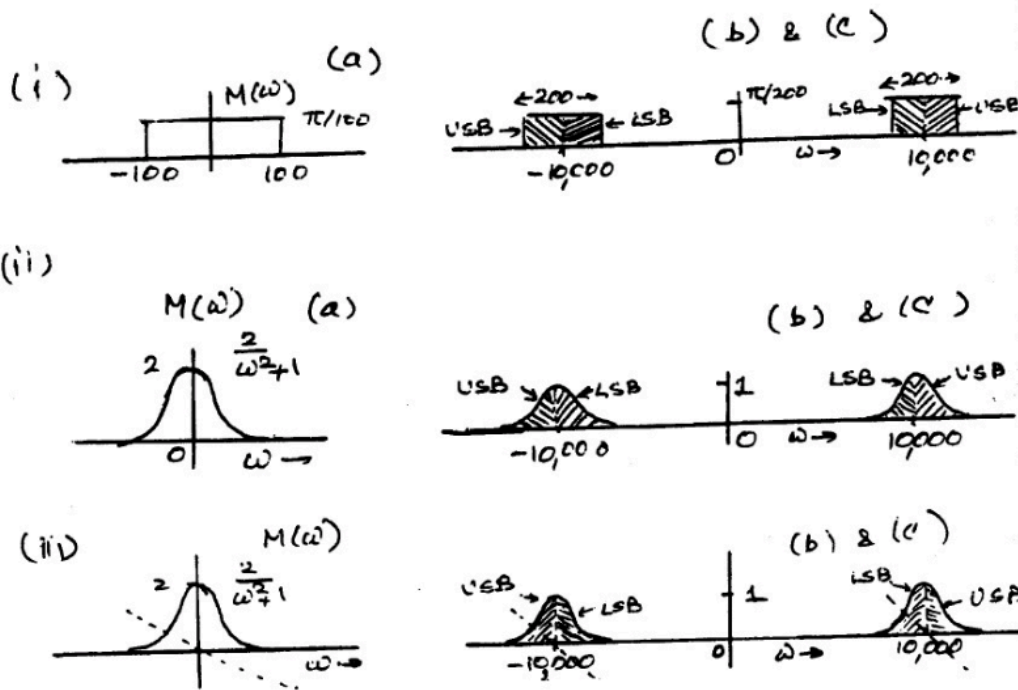 (b) & (c)
(i) (a)
M(ω) π/100
-100 100
←200→ π/200 ←200→
USB LSB LSB USB
-10,000 0 ω→ 10,000
(ii)
M(ω) (a) (b) & (c)
2 2/ω²+1
USB LSB 1 LSB USB
0 ω→ -10,000 0 ω→ 10,000
(iii) M(ω) (b) & (c)
2 2/ω²+1
USB LSB 1 LSB USB
ω→ -10,000 0 ω→ 10,000